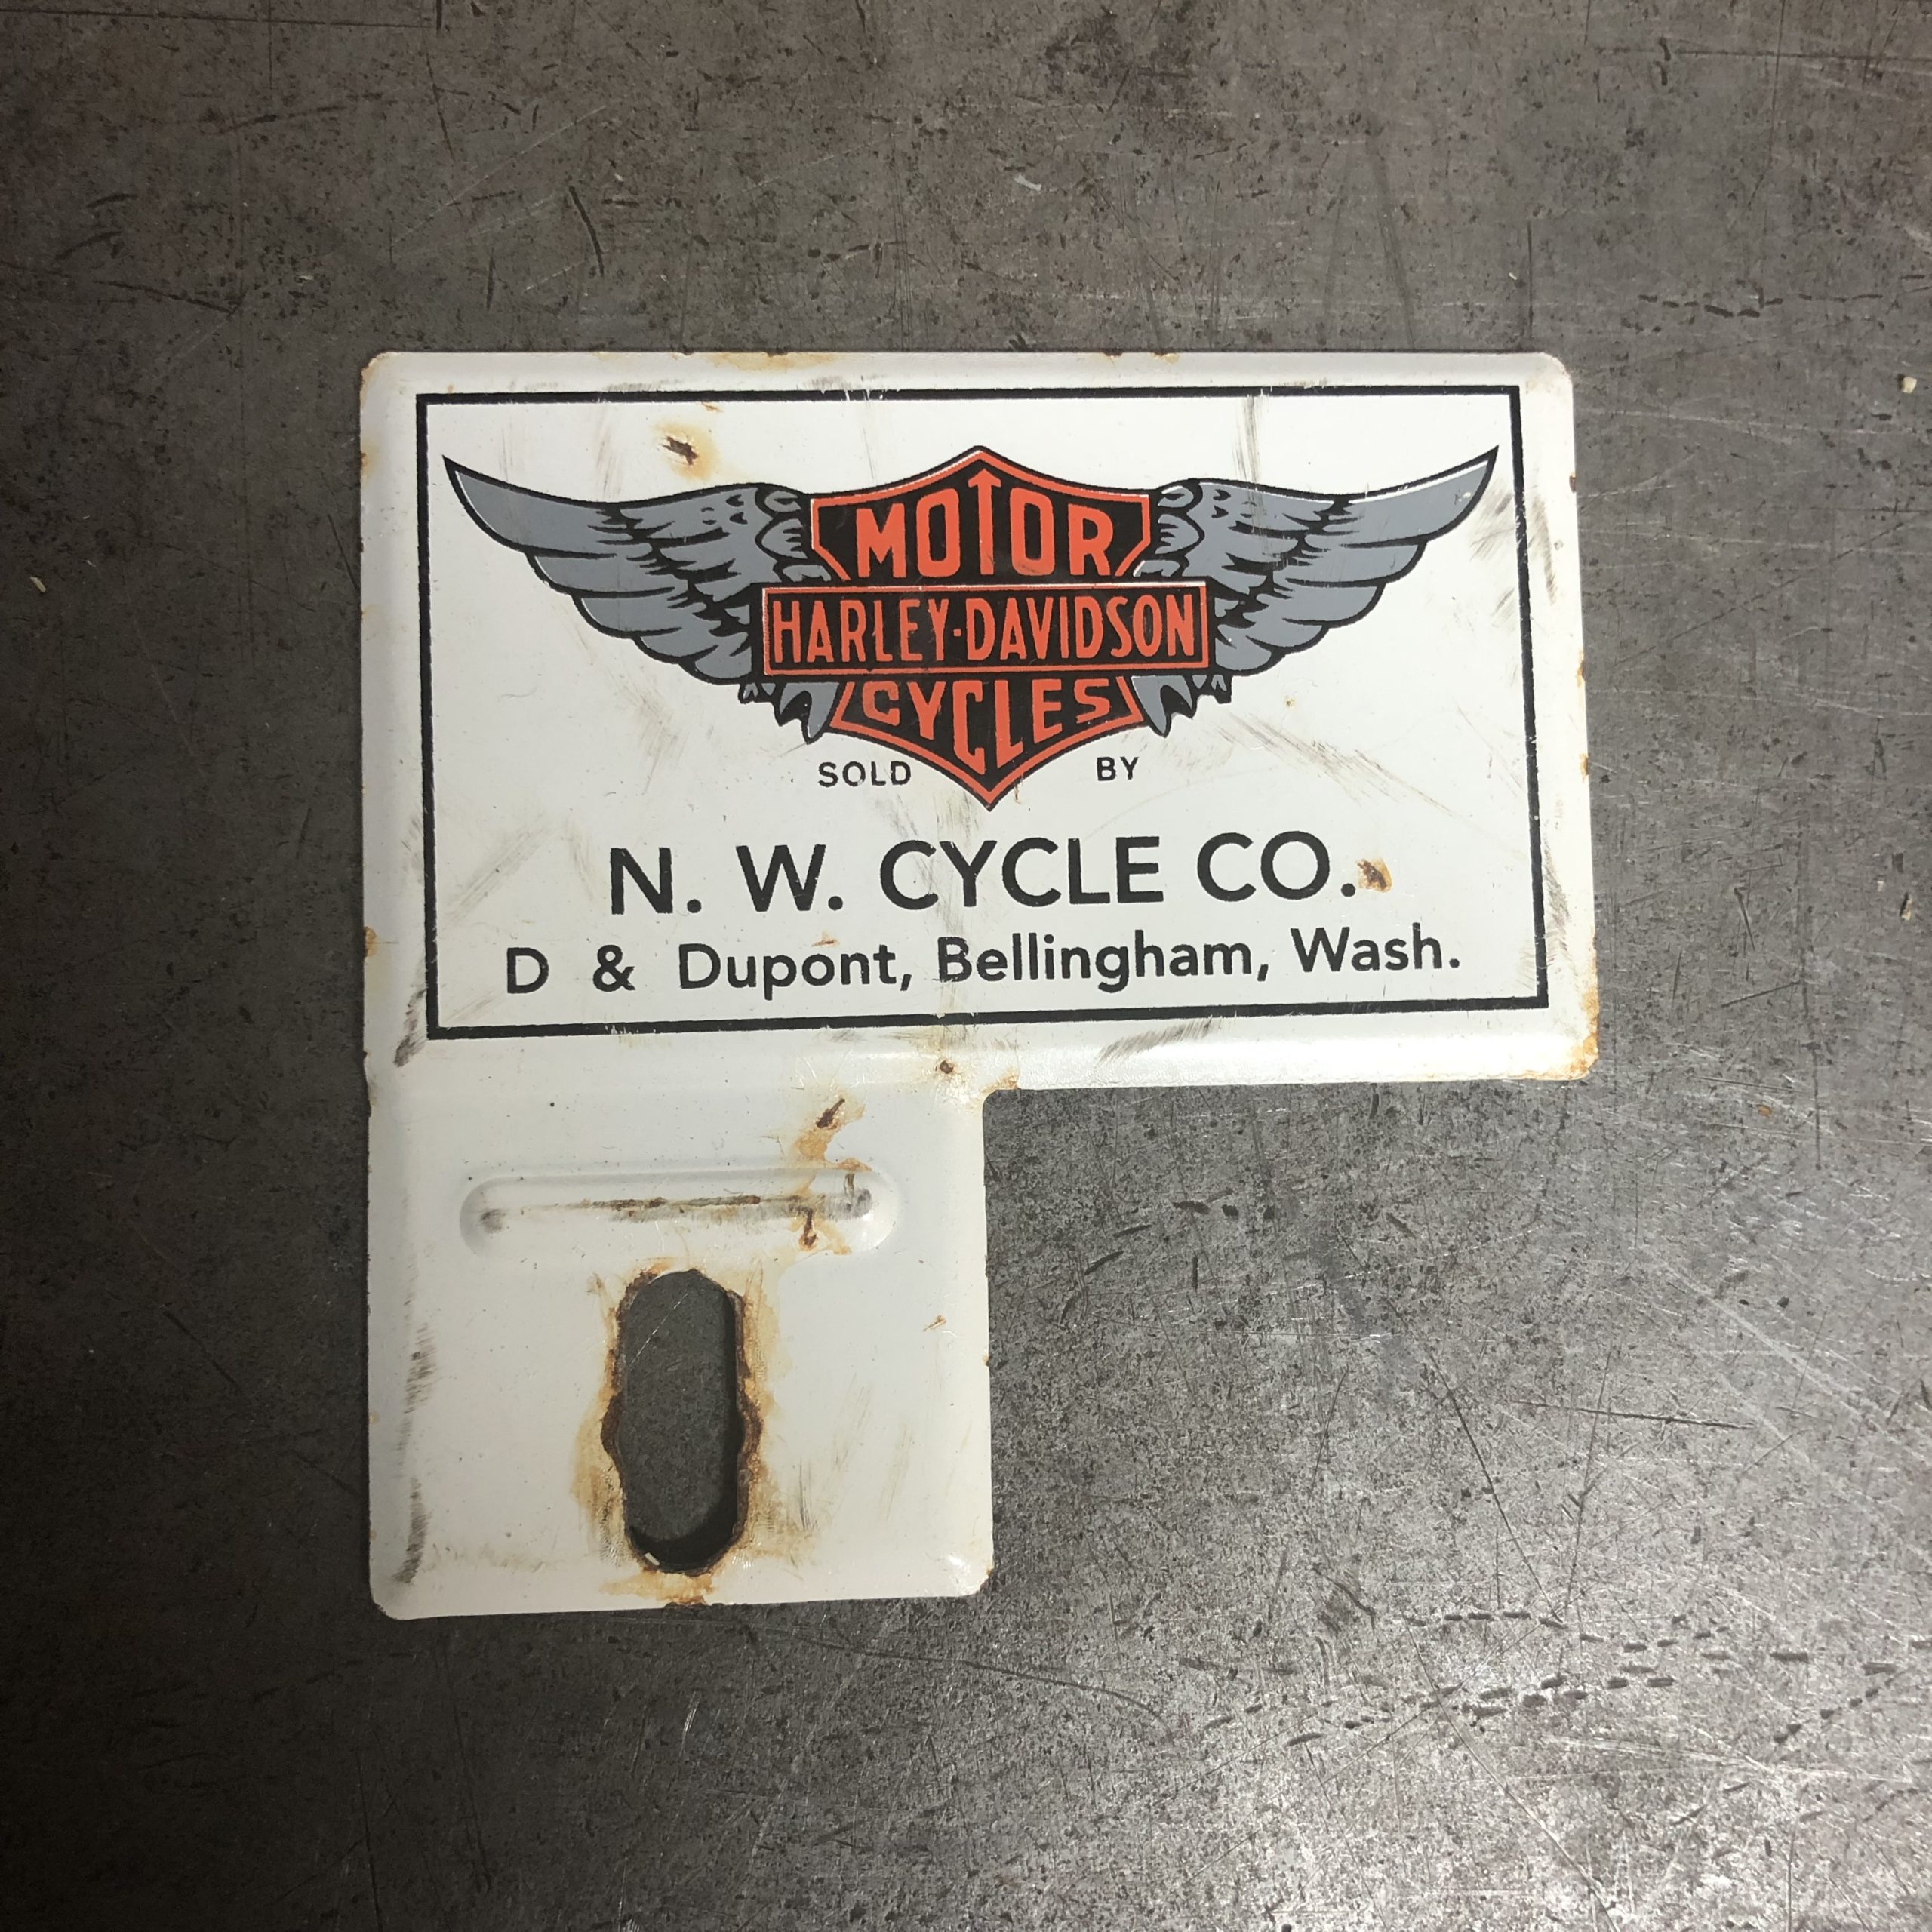 MOTOR
HARLEY-DAVIDSON
CYCLES
SOLD BY
N. W. CYCLE CO.
D & Dupont, Bellingham, Wash.